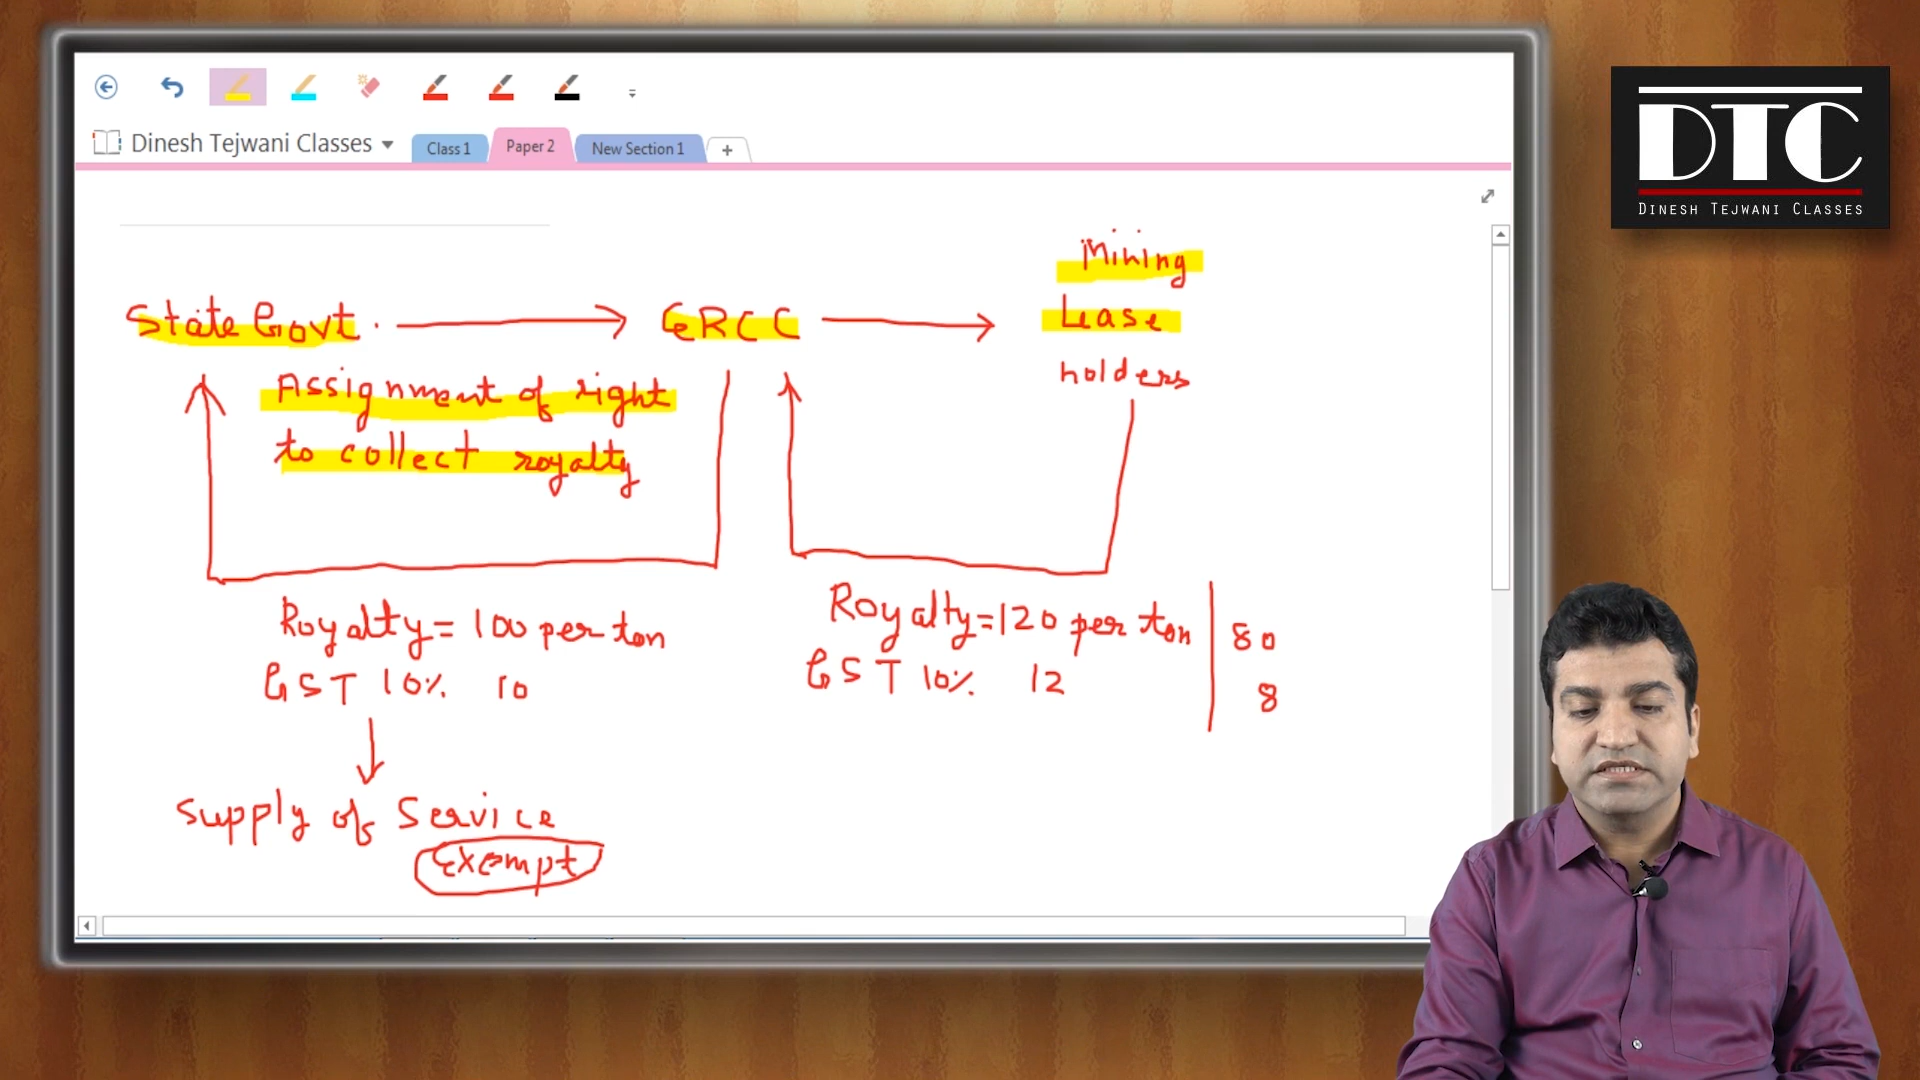 Dinesh Tejwani Classes
Class 1
Paper 2
New Section 1
+
DTC
DINESH TEJWANI CLASSES
State Govt.
ERCC
Mining
Lease
holders
Assignment of right
to collect royalty
Royalty = 100 per ton
GST 10% 10
Royalty = 120 per ton
80
GST 10% 12
8
Supply of Service
Exempt